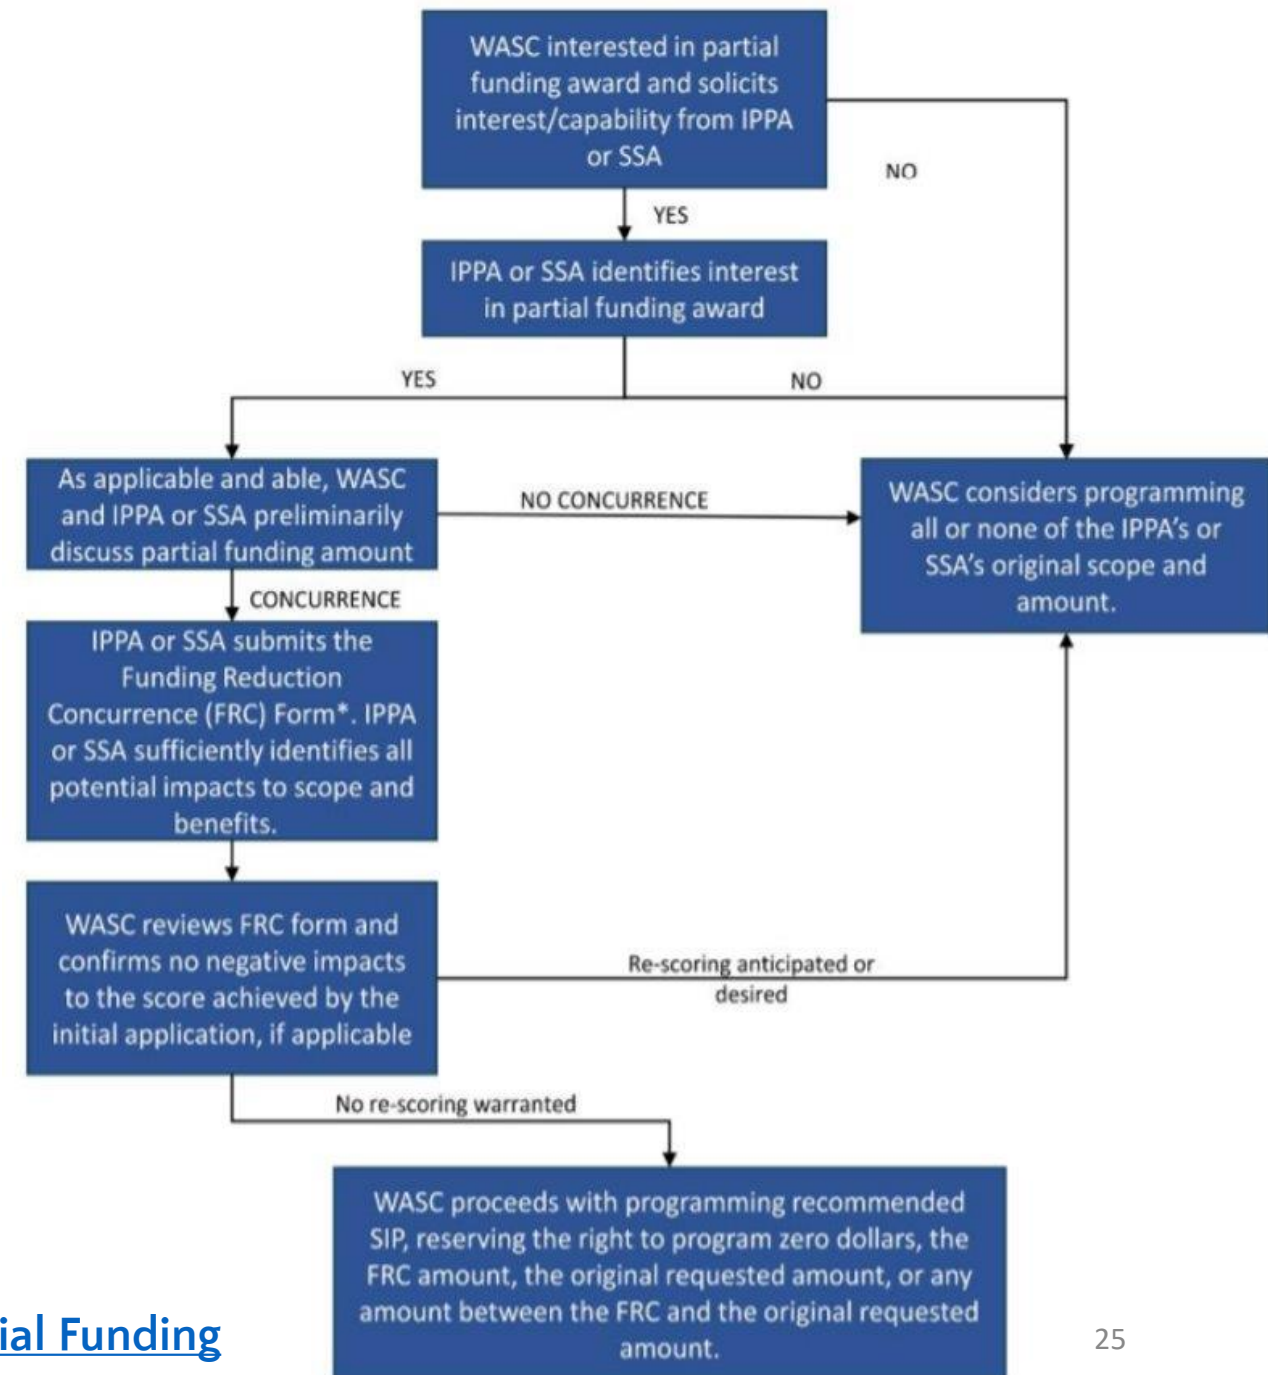 WASC interested in partial
funding award and solicits
interest/capability from IPPA
or SSA
NO
YES
IPPA or SSA identifies interest
in partial funding award
YES
NO
As applicable and able, WASC
and IPPA or SSA preliminarily
discuss partial funding amount
NO CONCURRENCE
WASC considers programming
all or none of the IPPA’s or
SSA’s original scope and
amount.
CONCURRENCE
IPPA or SSA submits the
Funding Reduction
Concurrence (FRC) Form*. IPPA
or SSA sufficiently identifies all
potential impacts to scope and
benefits.
WASC reviews FRC form and
confirms no negative impacts
to the score achieved by the
initial application, if applicable
Re-scoring anticipated or
desired
No re-scoring warranted
WASC proceeds with programming recommended
SIP, reserving the right to program zero dollars, the
FRC amount, the original requested amount, or any
amount between the FRC and the original requested
amount.
ial Funding
25